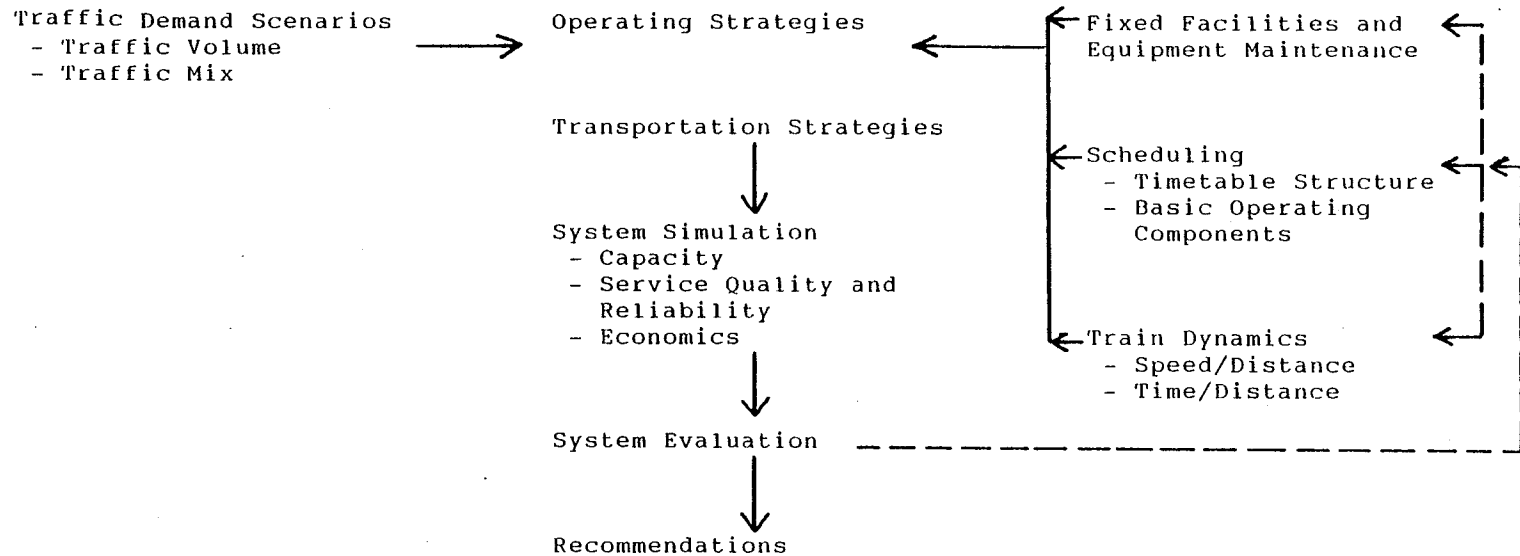 Traffic Demand Scenarios
- Traffic Volume
- Traffic Mix
Operating Strategies
Transportation Strategies
System Simulation
- Capacity
- Service Quality and
Reliability
- Economics
System Evaluation
Recommendations
Fixed Facilities and
Equipment Maintenance
Scheduling
- Timetable Structure
- Basic Operating
Components
Train Dynamics
- Speed/Distance
- Time/Distance